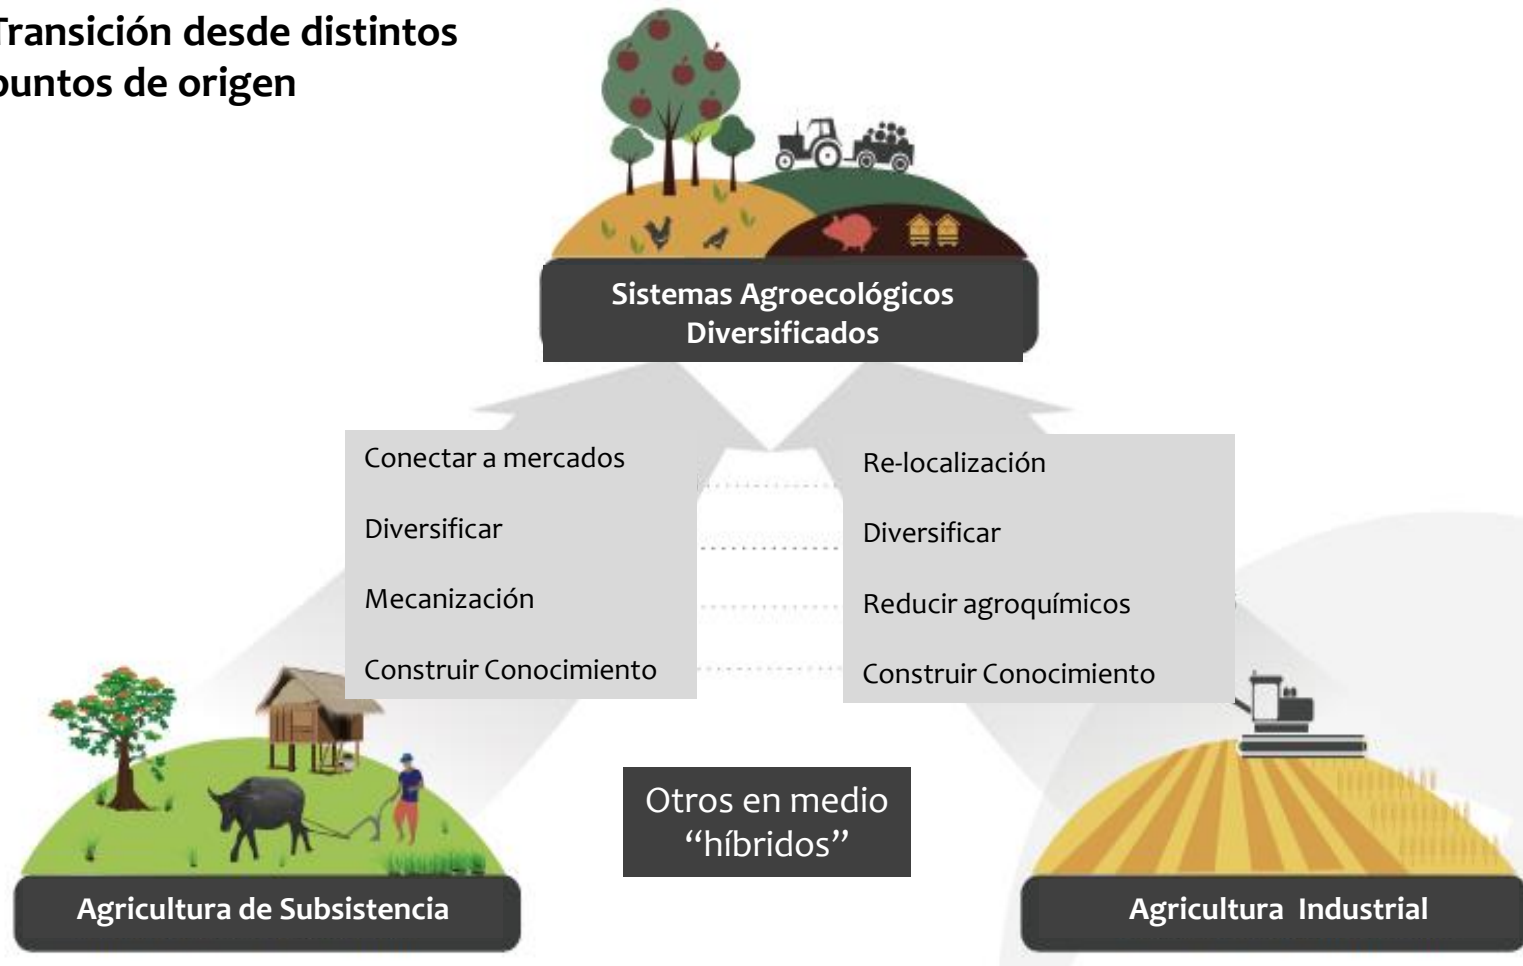 Transición desde distintos
puntos de origen
Sistemas Agroecológicos
Diversificados
Conectar a mercados
Diversificar
Mecanización
Construir Conocimiento
Re-localización
Diversificar
Reducir agroquímicos
Construir Conocimiento
Otros en medio
“híbridos”
Agricultura de Subsistencia
Agricultura Industrial